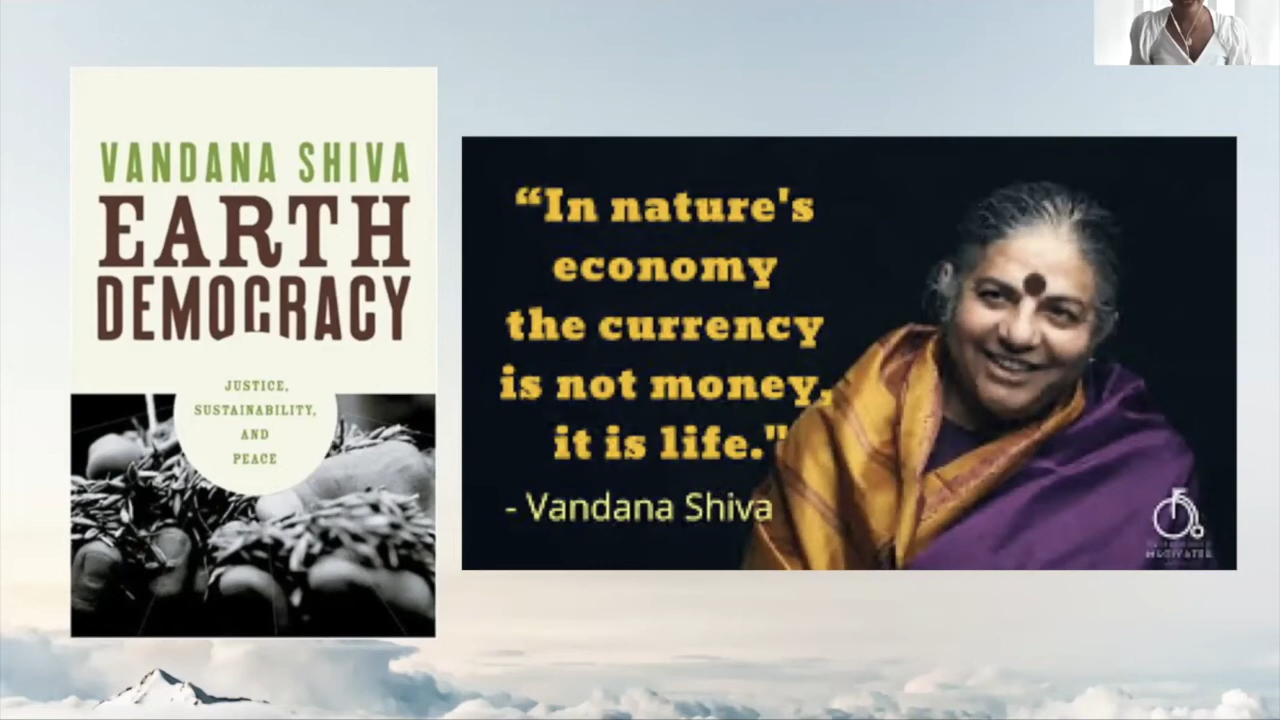 VANDANA SHIVA
EARTH
DEMOCRACY
JUSTICE,
SUSTAINABILITY,
AND
PEACE
“In nature's
economy
the currency
is not money,
it is life."
- Vandana Shiva